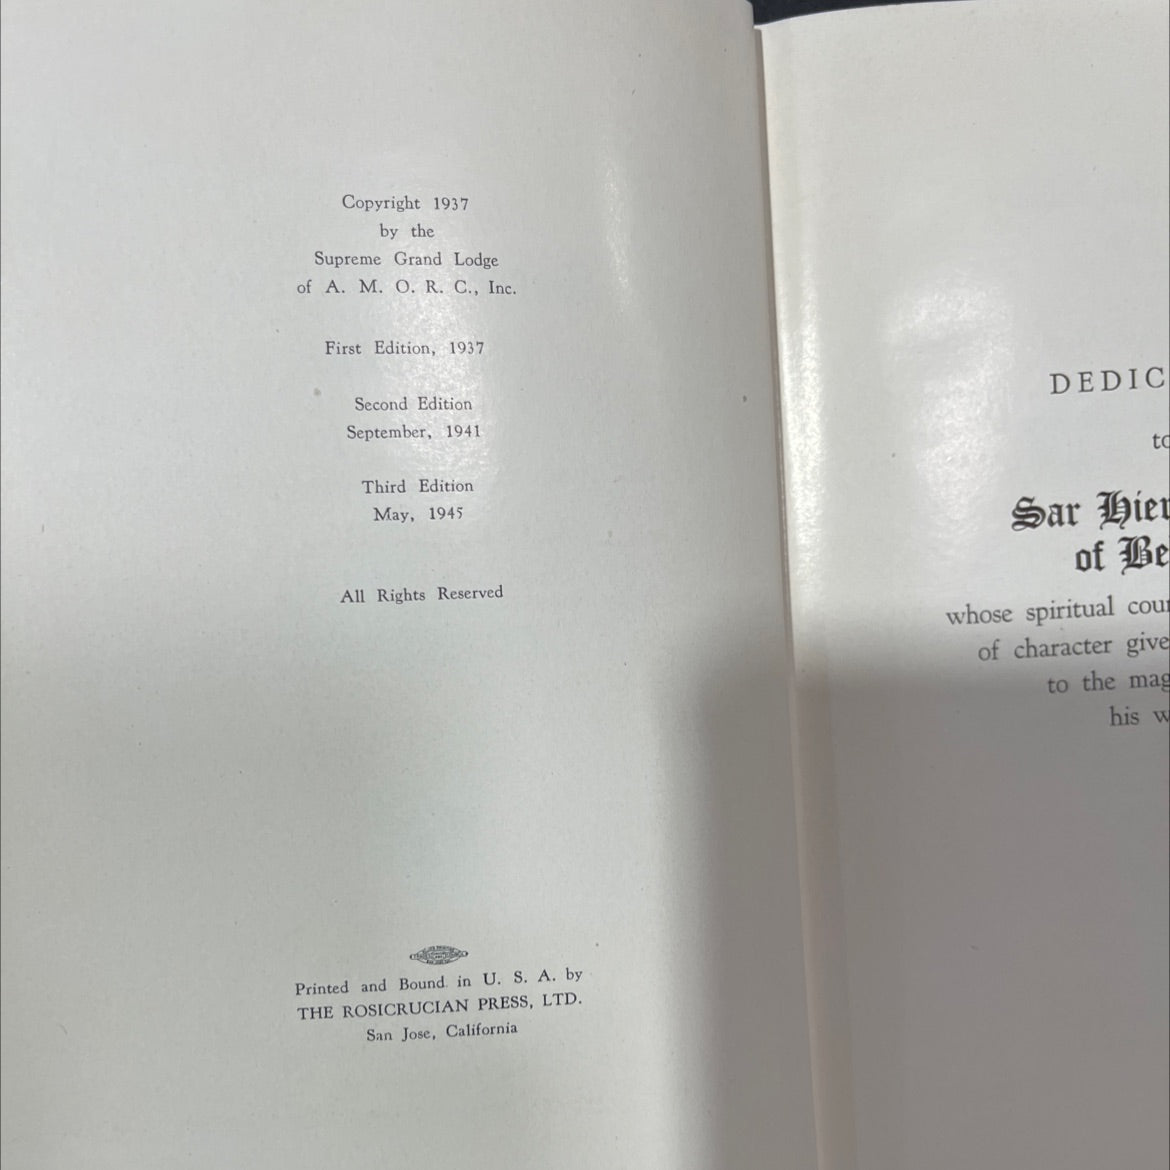 Copyright 1937
by the
Supreme Grand Lodge
of A. M. O. R. C., Inc.
First Edition, 1937
Second Edition
September, 1941
Third Edition
May, 1945
All Rights Reserved
Printed and Bound in U. S. A. by
THE ROSICRUCIAN PRESS, LTD.
San Jose, California
DEDIC
to
Sar Hier
of Be
whose spiritual cour
of character give
to the mag
his w